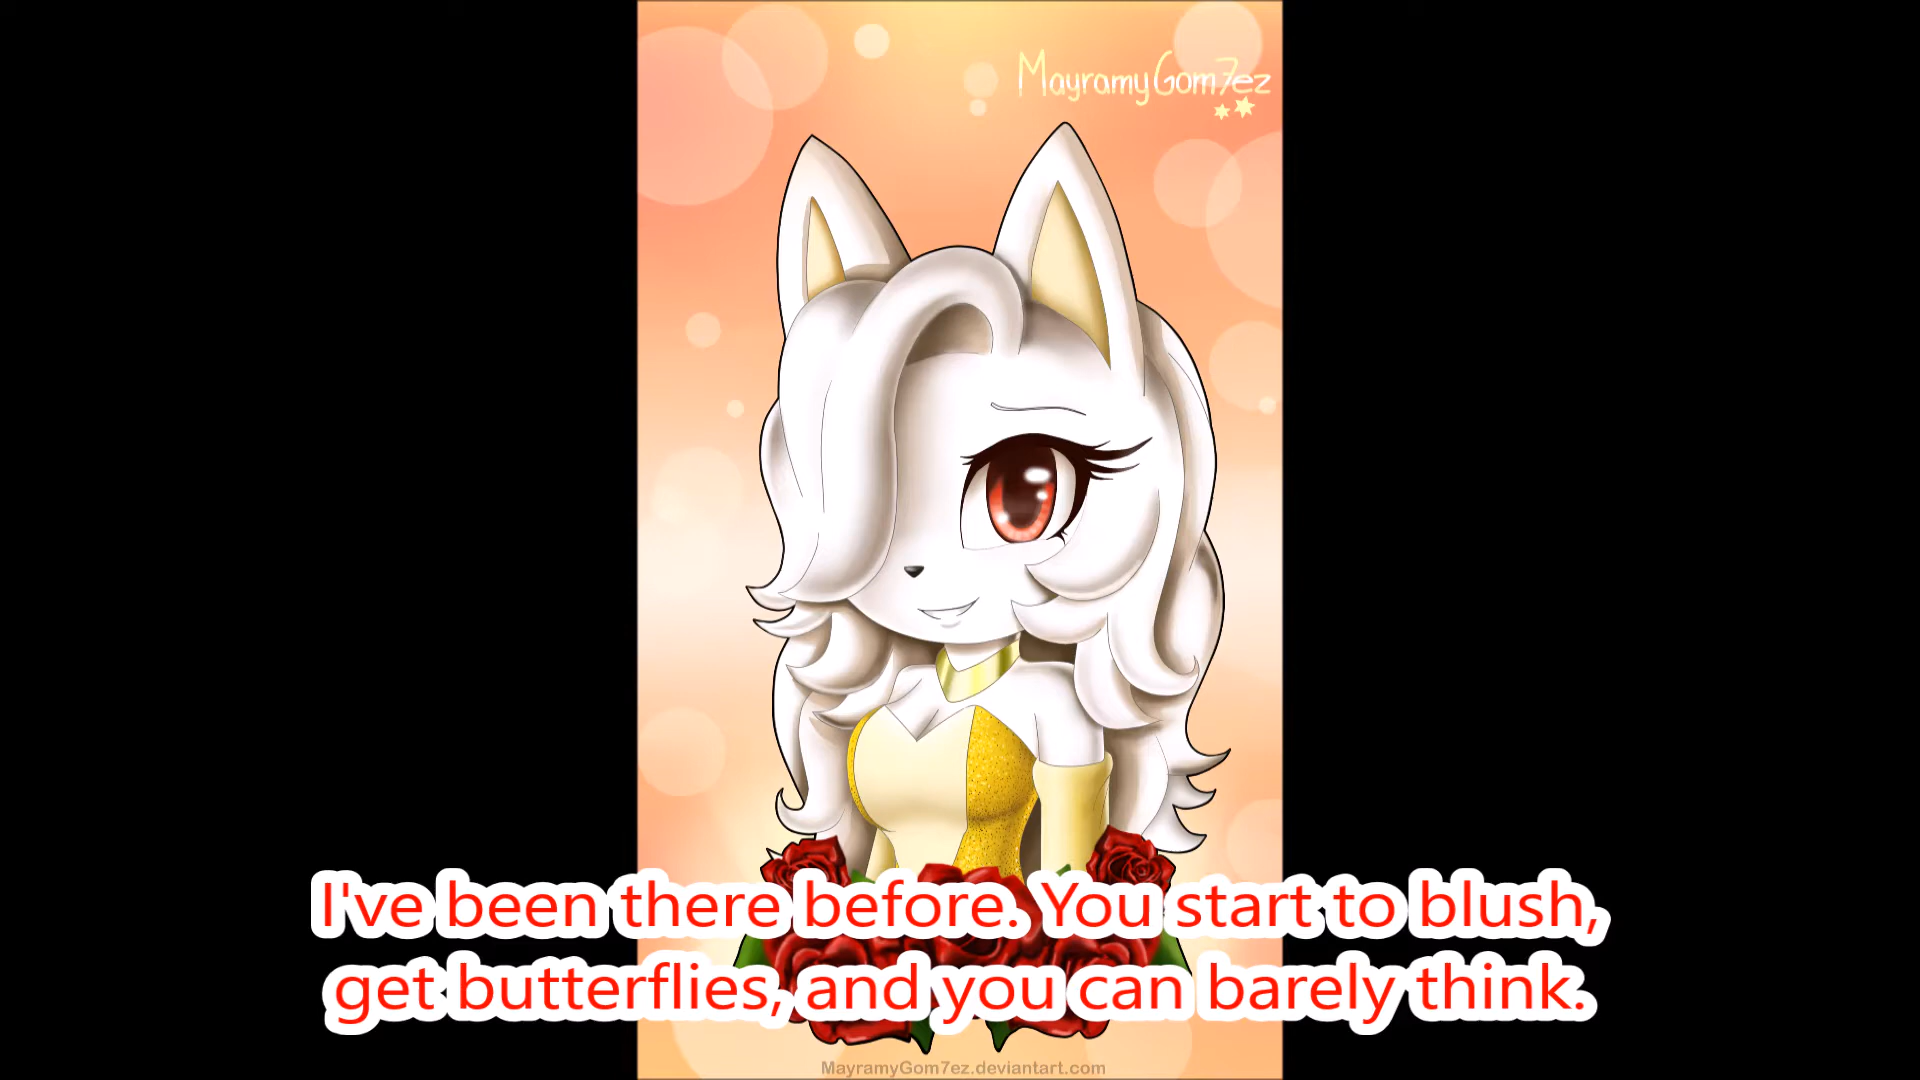 MayramyGom7ez
I've been there before. You start to blush,
get butterflies, and you can barely think.
MayramyGom7ez.deviantart.com